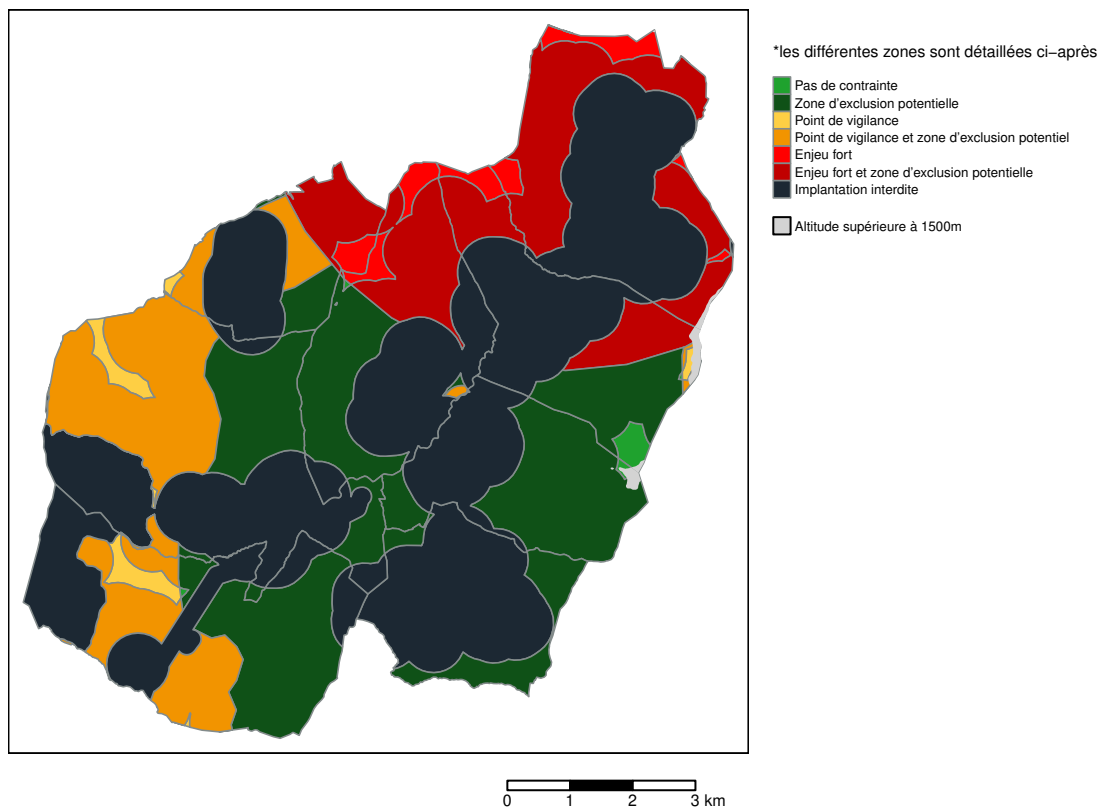 *les différentes zones sont détaillées ci−après
Pas de contrainte
Zone d'exclusion potentielle
Point de vigilance
Point de vigilance et zone d'exclusion potentiel
Enjeu fort
Enjeu fort et zone d'exclusion potentielle
Implantation interdite
Altitude supérieure à 1500m
0 1 2 3 km